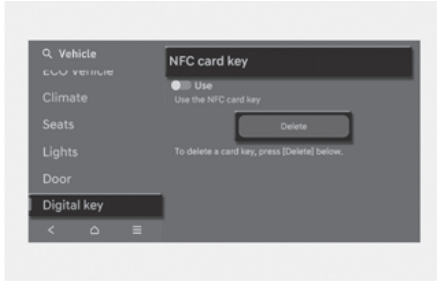 Vehicle
ECO vehicle
Climate
Seats
Lights
Door
Digital key
NFC card key
Use
Use the NFC card key
Delete
To delete a card key, press [Delete] below.